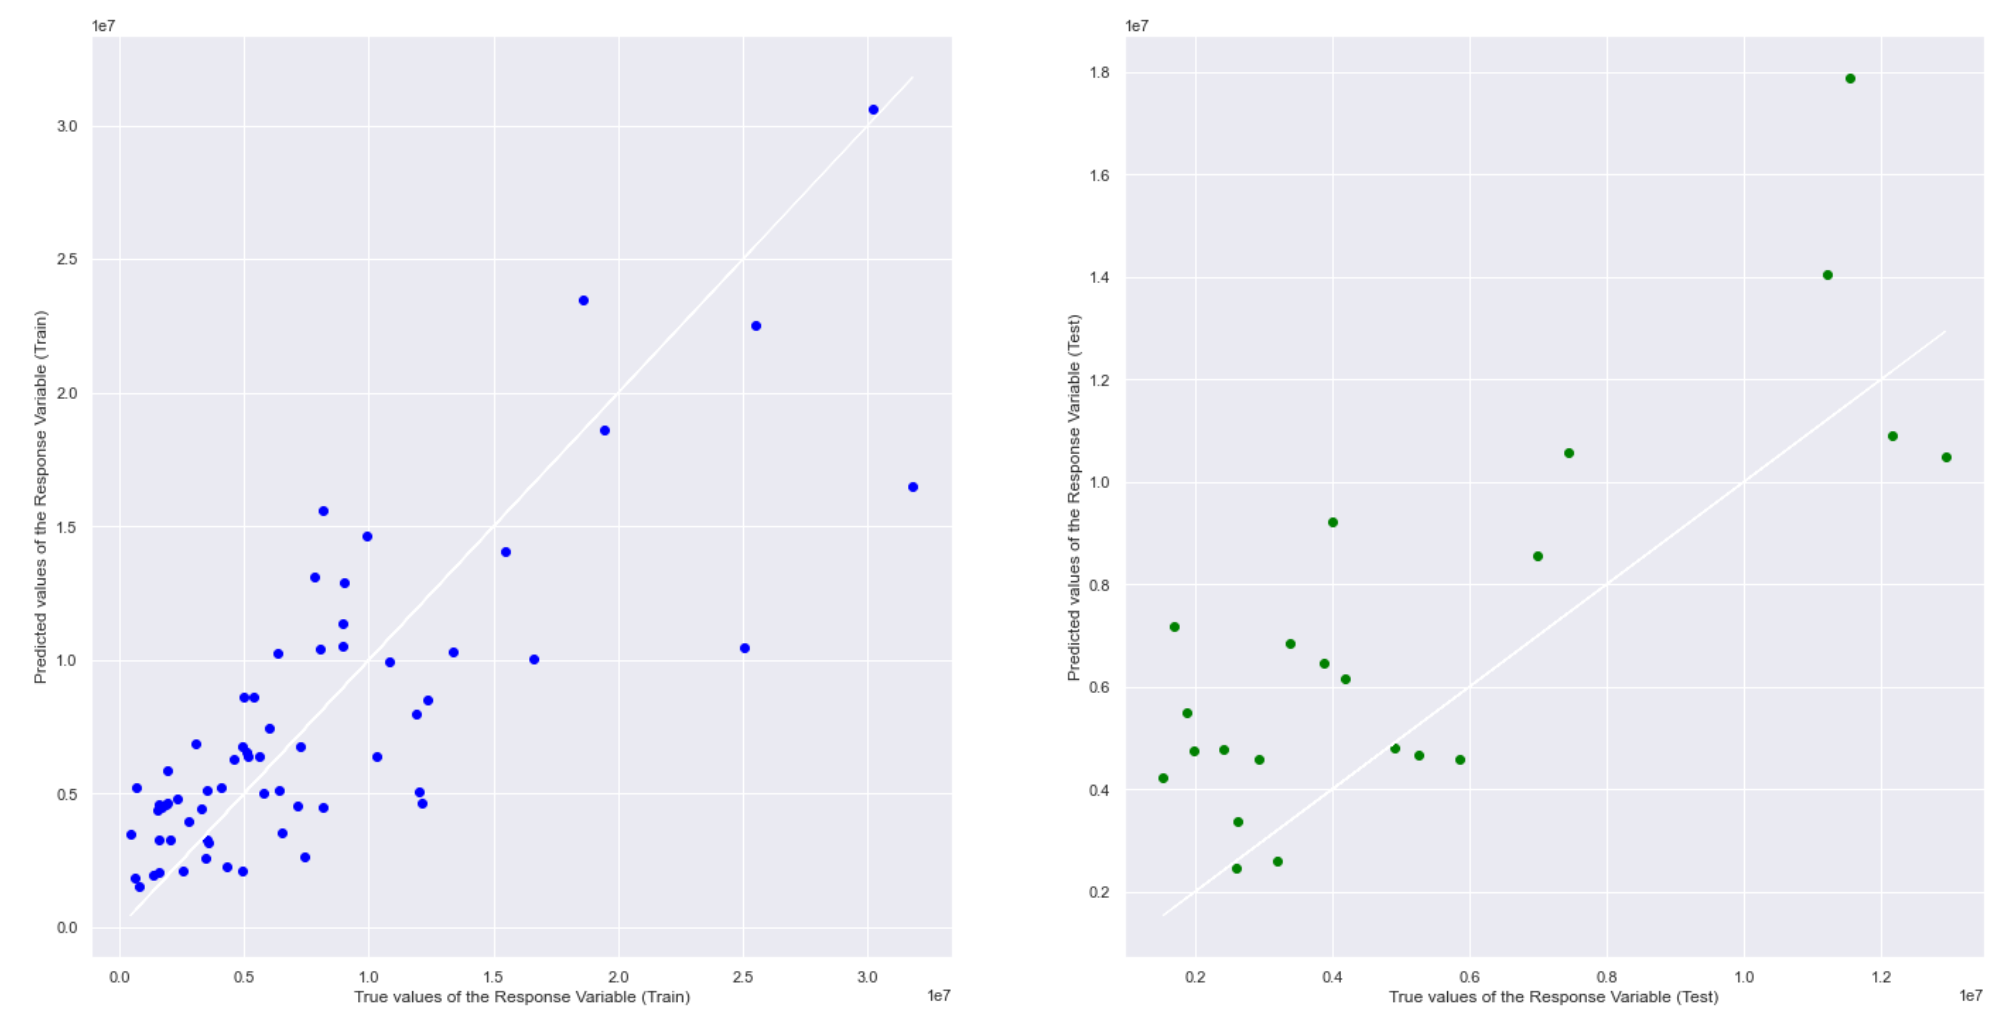 1e7
3.0
2.5
2.0
1.5
1.0
0.5
0.0
Predicted values of the Response Variable (Train)
0.0 0.5 1.0 1.5 2.0 2.5 3.0
1e7
True values of the Response Variable (Train)
1e7
1.8
1.6
1.4
1.2
1.0
0.8
0.6
0.4
0.2
Predicted values of the Response Variable (Test)
0.2 0.4 0.6 0.8 1.0 1.2
1e7
True values of the Response Variable (Test)